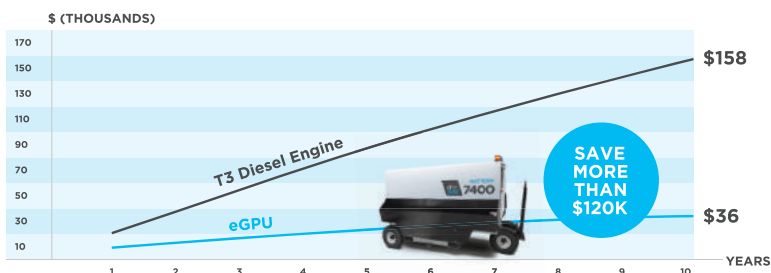 $ (THOUSANDS)
170
150
130
110
90
70
50
30
10
T3 Diesel Engine
eGPU
7400
SAVE
MORE
THAN
$120K
$158
$36
1 2 3 4 5 6 7 8 9 10
YEARS